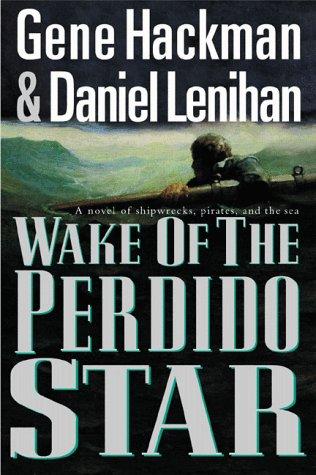 Gene Hackman
& Daniel Lenihan
A novel of shipwrecks, pirates, and the sea
WAKE OF THE
PERDIDO
STAR